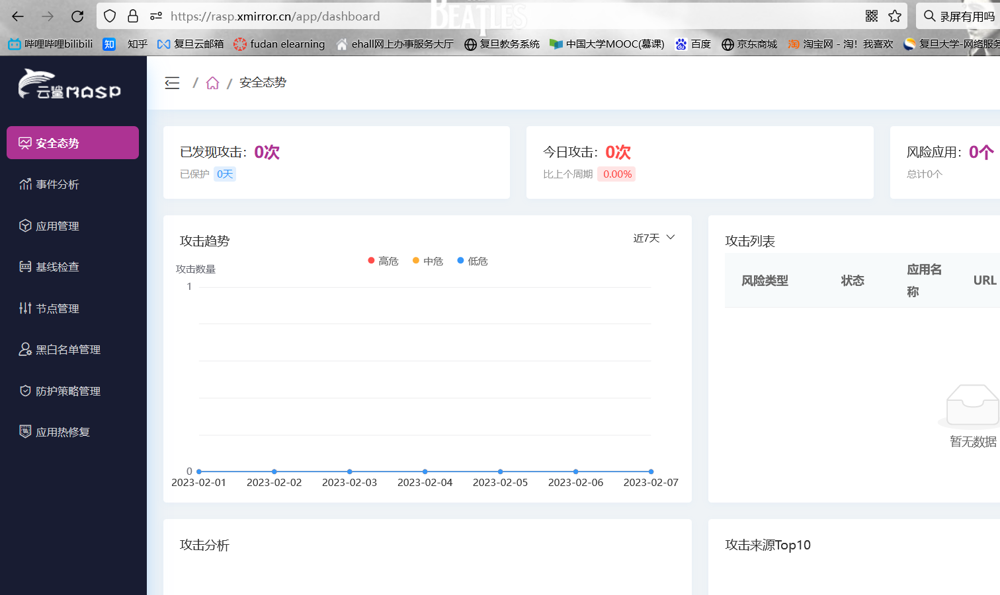 https://rasp.xmirror.cn/app/dashboard
录屏有用吗
BEATLES
哔哩哔哩bilibili 知 知乎 复旦云邮箱 fudan elearning ehall网上办事服务大厅 复旦教务系统 中国大学MOOC(慕课) 百度 京东商城 淘 淘宝网 - 淘！我喜欢 复旦大学-网络服务
云鲨RASP
/ / 安全态势
安全态势
事件分析
应用管理
基线检查
节点管理
黑白名单管理
防护策略管理
应用热修复
已发现攻击：0次
已保护 0天
今日攻击：0次
比上个周期 0.00%
风险应用：0个
总计0个
攻击趋势
近7天
高危 中危 低危
攻击数量
1
0
2023-02-01 2023-02-02 2023-02-03 2023-02-04 2023-02-05 2023-02-06 2023-02-07
攻击列表
风险类型 状态 应用名称 URL
暂无数据
攻击分析
攻击来源Top10